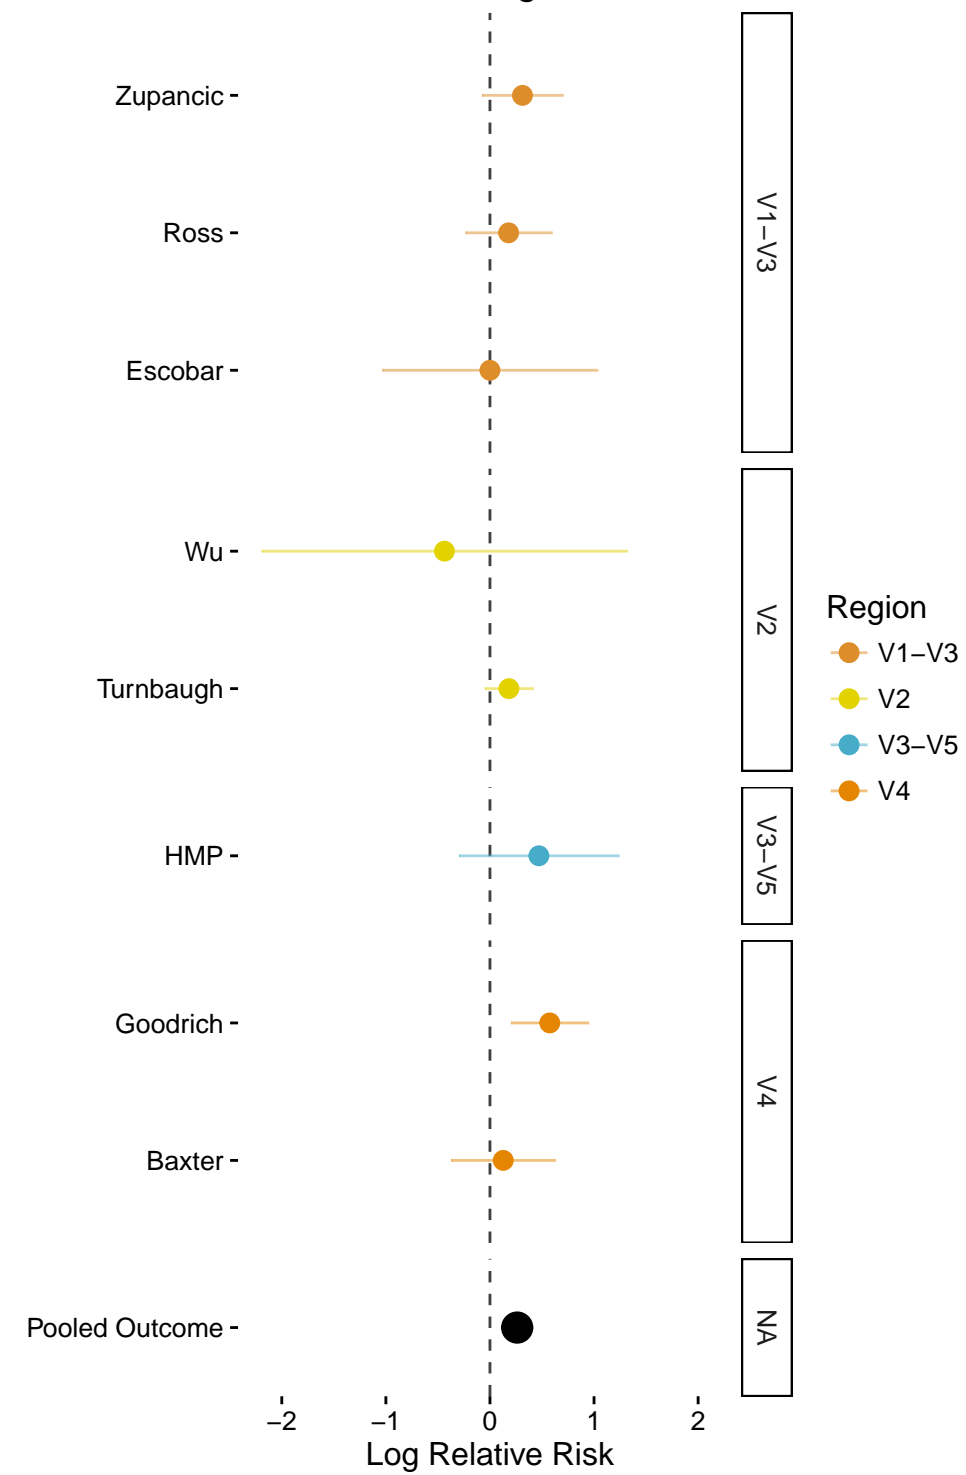 Zupancic
Ross
Escobar
V1–V3
Wu
Turnbaugh
V2
HMP
V3–V5
Goodrich
Baxter
V4
Pooled Outcome
NA
−2 −1 0 1 2
Log Relative Risk
Region
V1–V3
V2
V3–V5
V4